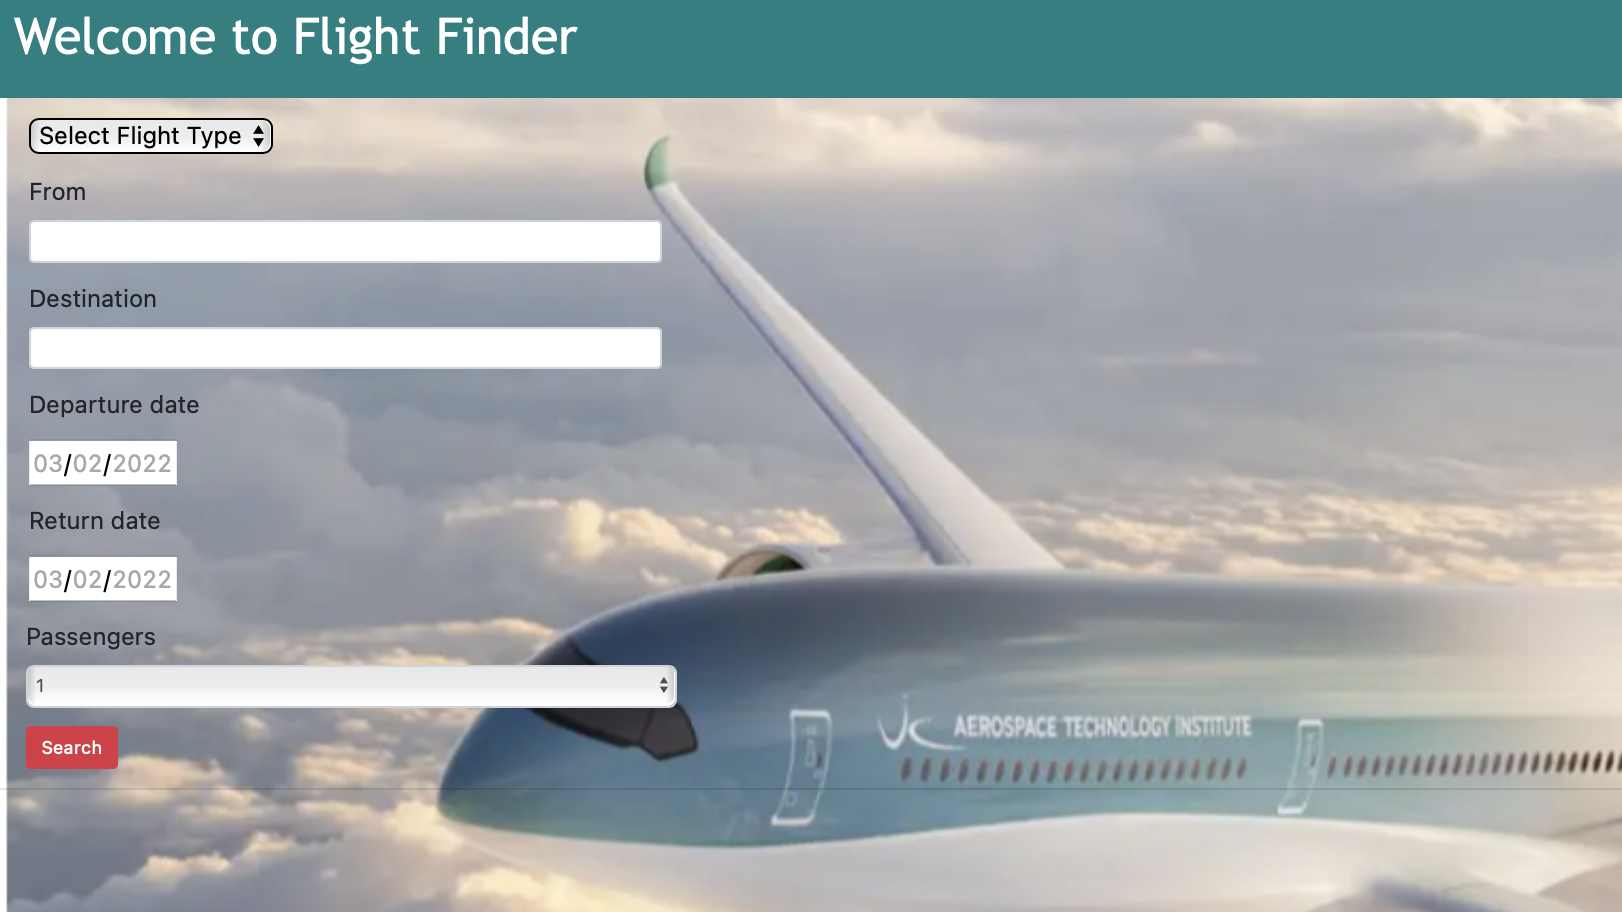 Welcome to Flight Finder
Select Flight Type
From
Destination
Departure date
03/02/2022
Return date
03/02/2022
Passengers
1
Search
AEROSPACE TECHNOLOGY INSTITUTE